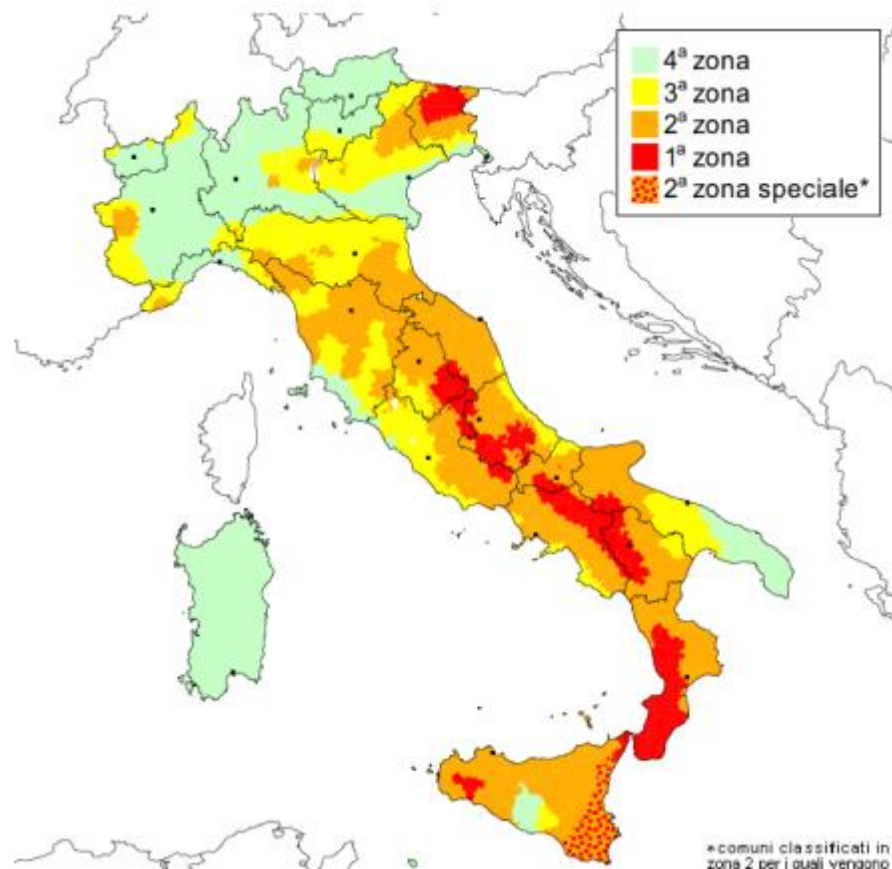 4ª zona
3ª zona
2ª zona
1ª zona
2ª zona speciale*
*comuni classificati in
zona 2 per i quali vengono